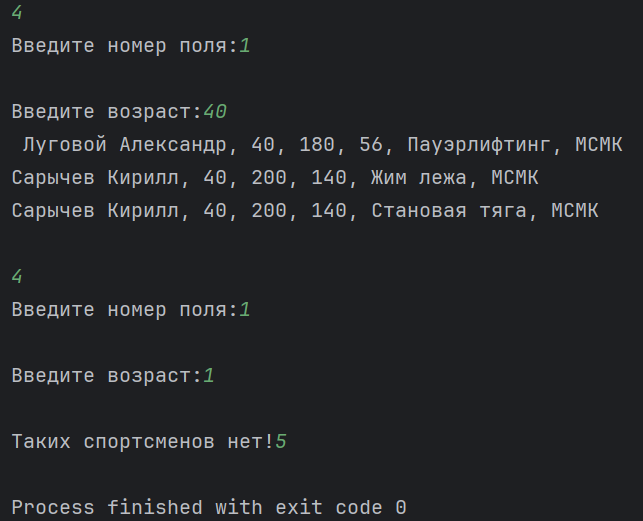 4
Введите номер поля:1
Введите возраст:40
Луговой Александр, 40, 180, 56, Пауэрлифтинг, МСМК
Сарычев Кирилл, 40, 200, 140, Жим лежа, МСМК
Сарычев Кирилл, 40, 200, 140, Становая тяга, МСМК
4
Введите номер поля:1
Введите возраст:1
Таких спортсменов нет!5
Process finished with exit code 0